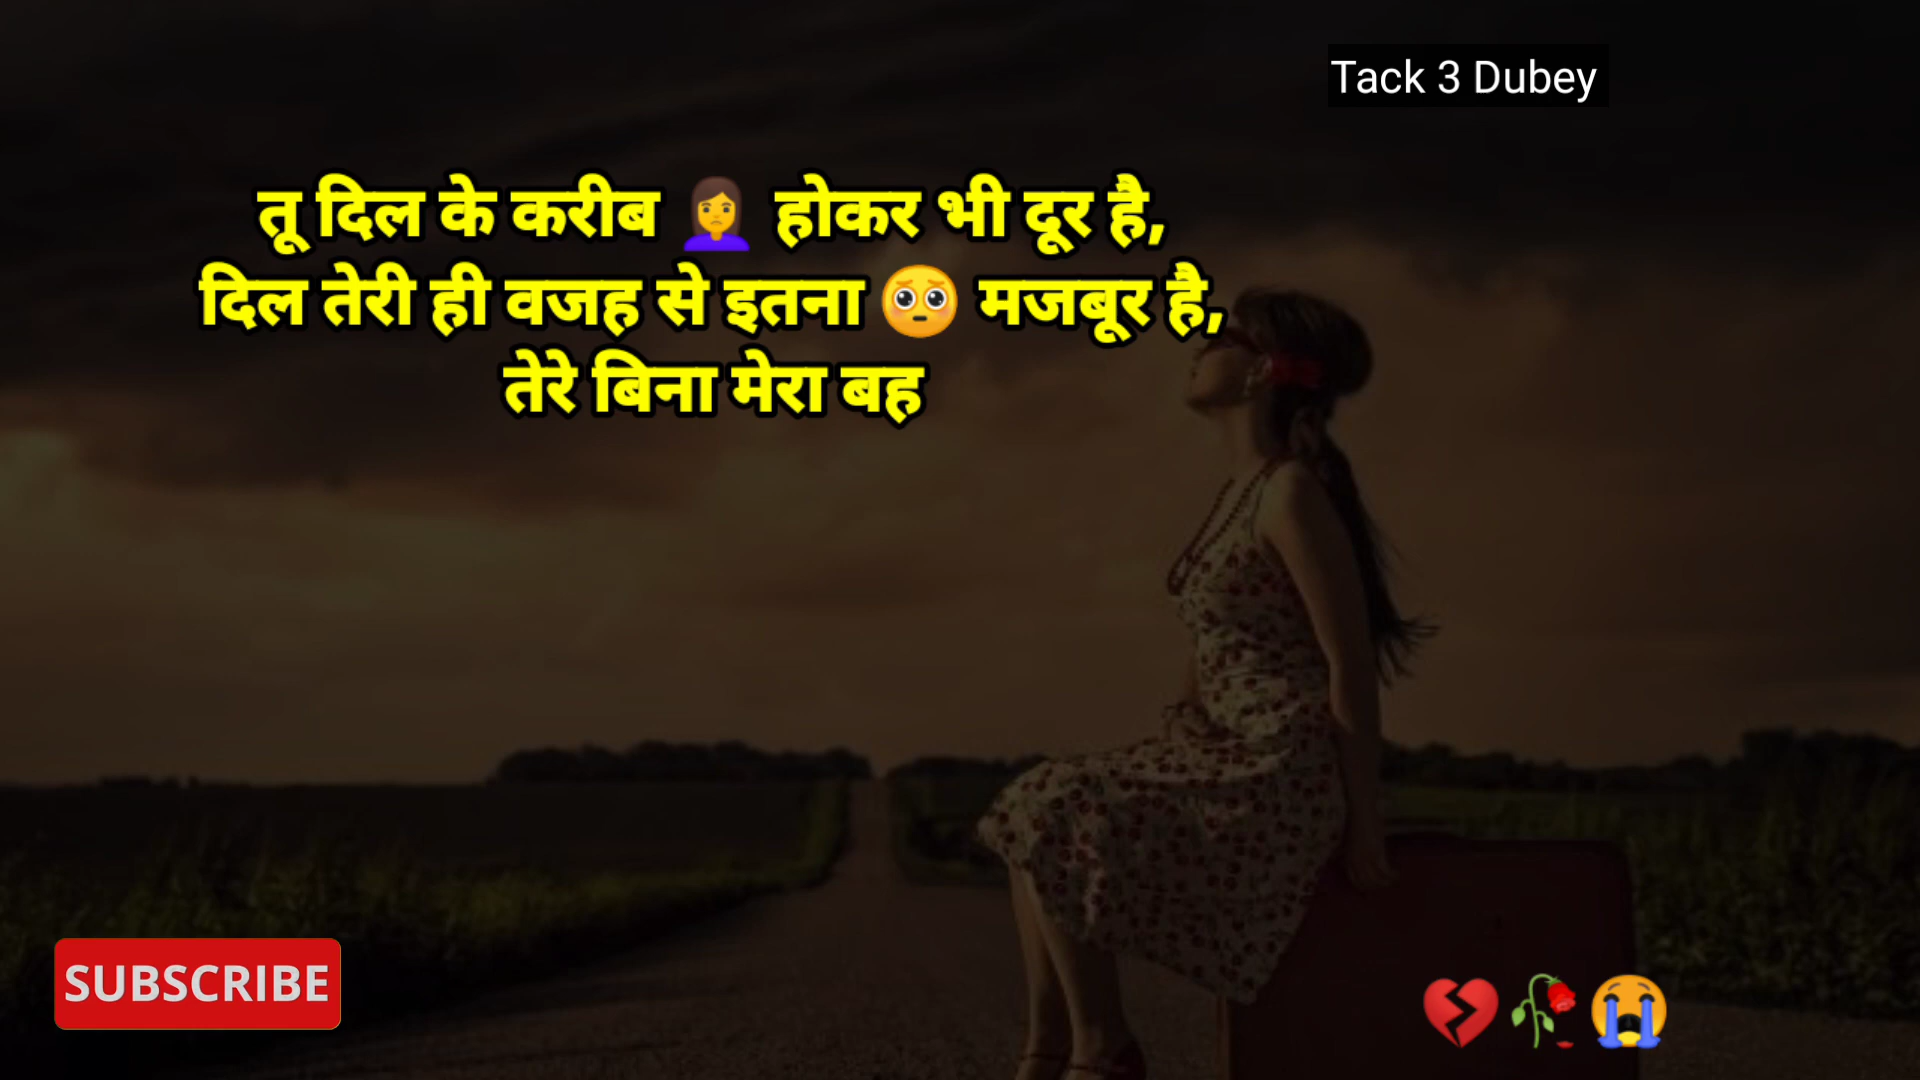 Tack 3 Dubey
तू दिल के करीब 🙍‍♀️ होकर भी दूर है,
दिल तेरी ही वजह से इतना 🥺 मजबूर है,
तेरे बिना मेरा बह
SUBSCRIBE
💔🥀😭